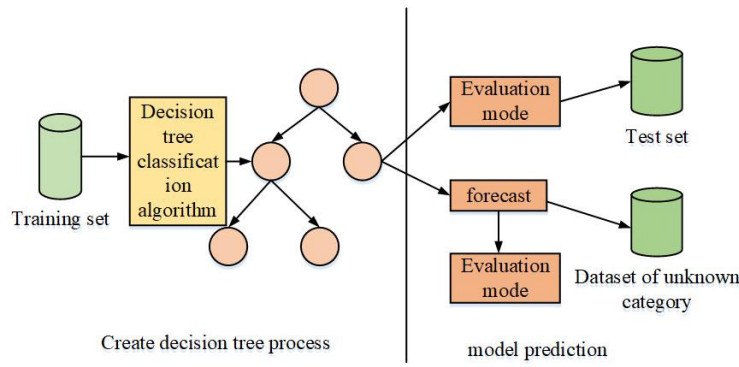 Training set
Decision
tree
classificat
ion
algorithm
Create decision tree process
Evaluation
mode
Test set
forecast
Evaluation
mode
Dataset of unknown
category
model prediction